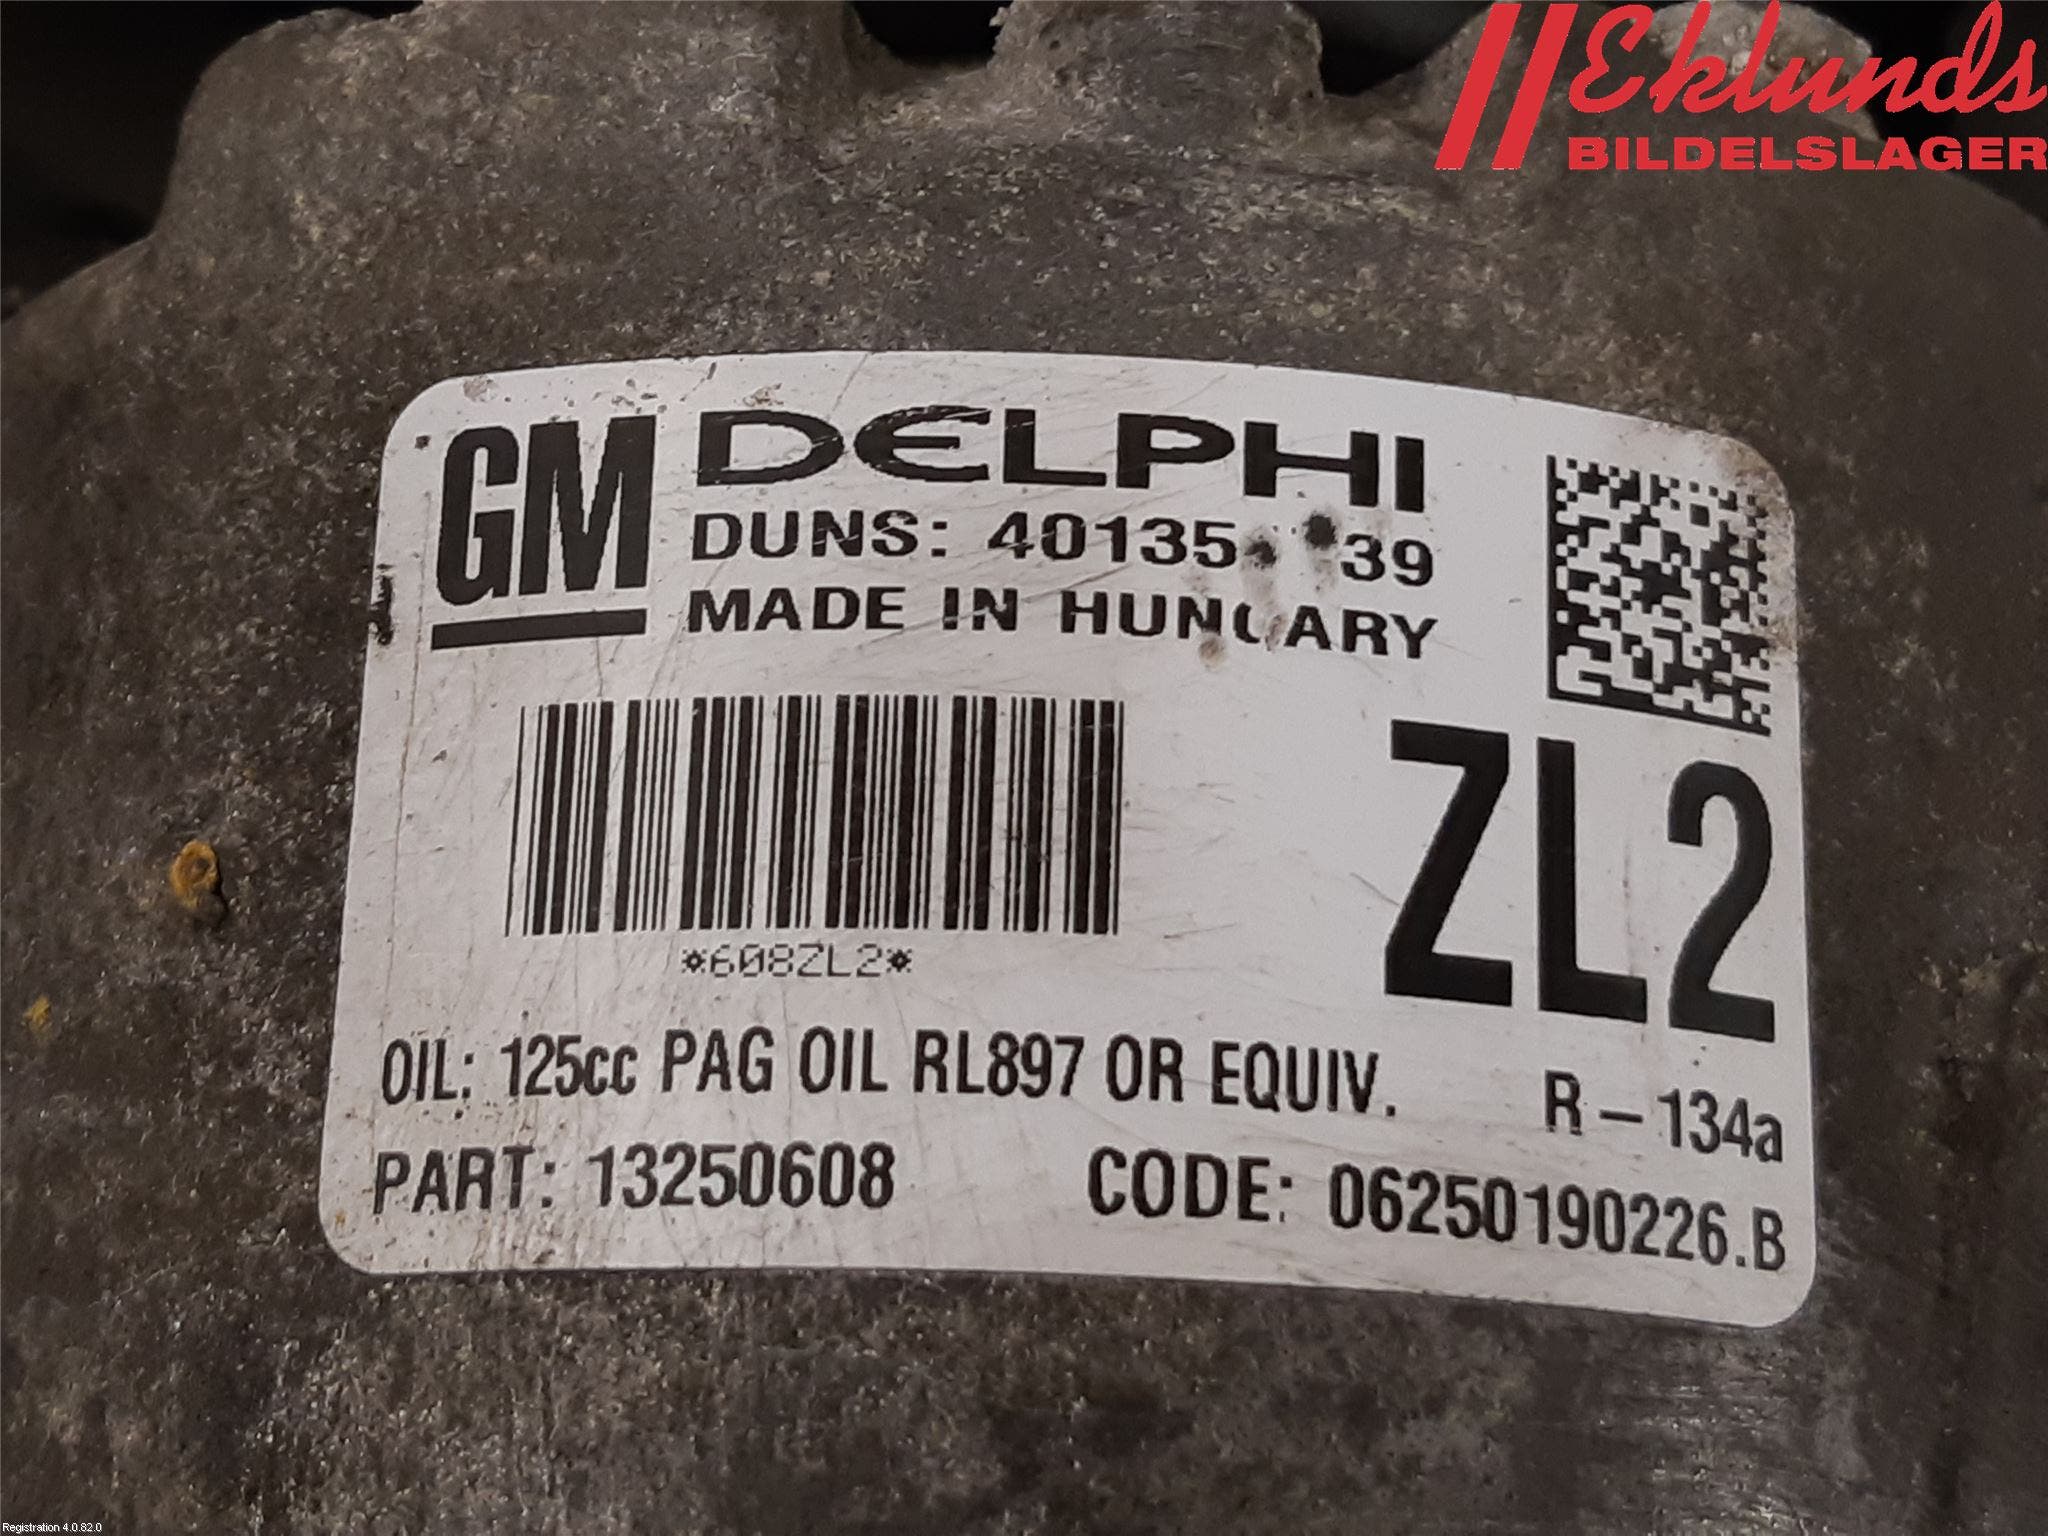 Eklunds
BILDELSLAGER
GM DELPHI
DUNS:
MADE IN HUNGARY
*608ZL2*
ZL2
OIL: 125cc PAG OIL RL897 OR EQUIV. R-134a
PART: 13250608 CODE: 06250190226.B
Registration 4.0.82.0